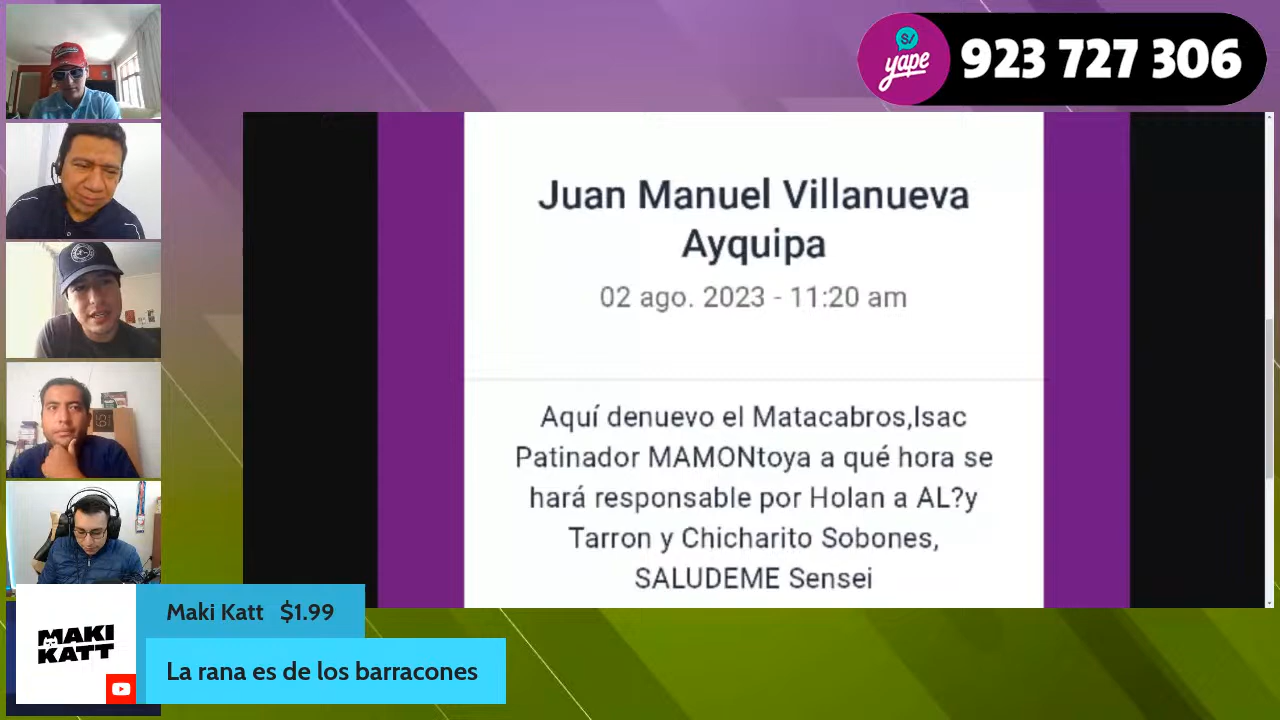 S/
yape
923 727 306
Juan Manuel Villanueva
Ayquipa
02 ago. 2023 - 11:20 am
Aquí denuevo el Matacabros,Isac
Patinador MAMONtoya a qué hora se
hará responsable por Holan a AL?y
Tarron y Chicharito Sobones,
SALUDEME Sensei
MAKI
KATT
Maki Katt $1.99
La rana es de los barracones